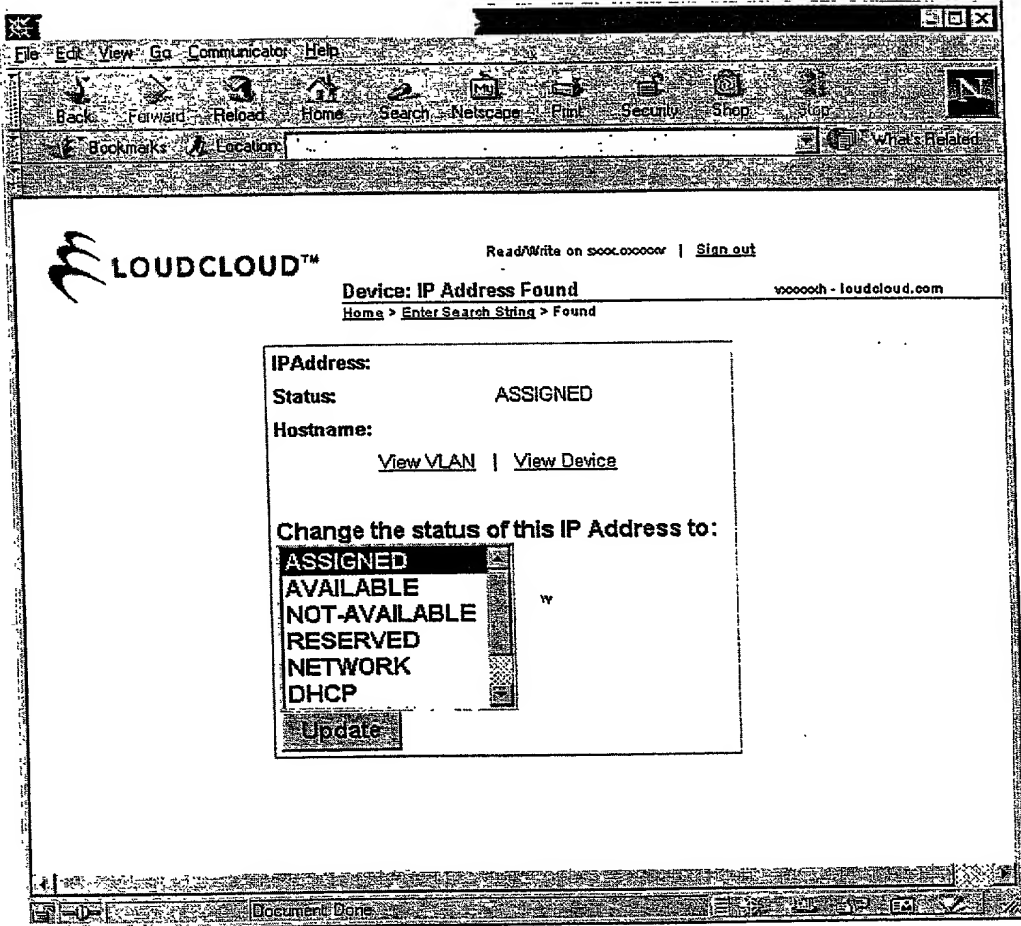 File Edit View Go Communicator Help
Back Forward Reload Home Search Netscape Print Security Shop Stop
My N
Bookmarks Location: What's Related
LOUDCLOUD™
Read/Write on | Sign out
Device: IP Address Found - loudcloud.com
Home > Enter Search String > Found
IPAddress:
Status: ASSIGNED
Hostname:
View VLAN | View Device
Change the status of this IP Address to:
ASSIGNED
AVAILABLE
NOT-AVAILABLE
RESERVED
NETWORK
DHCP
Update
Document: Done